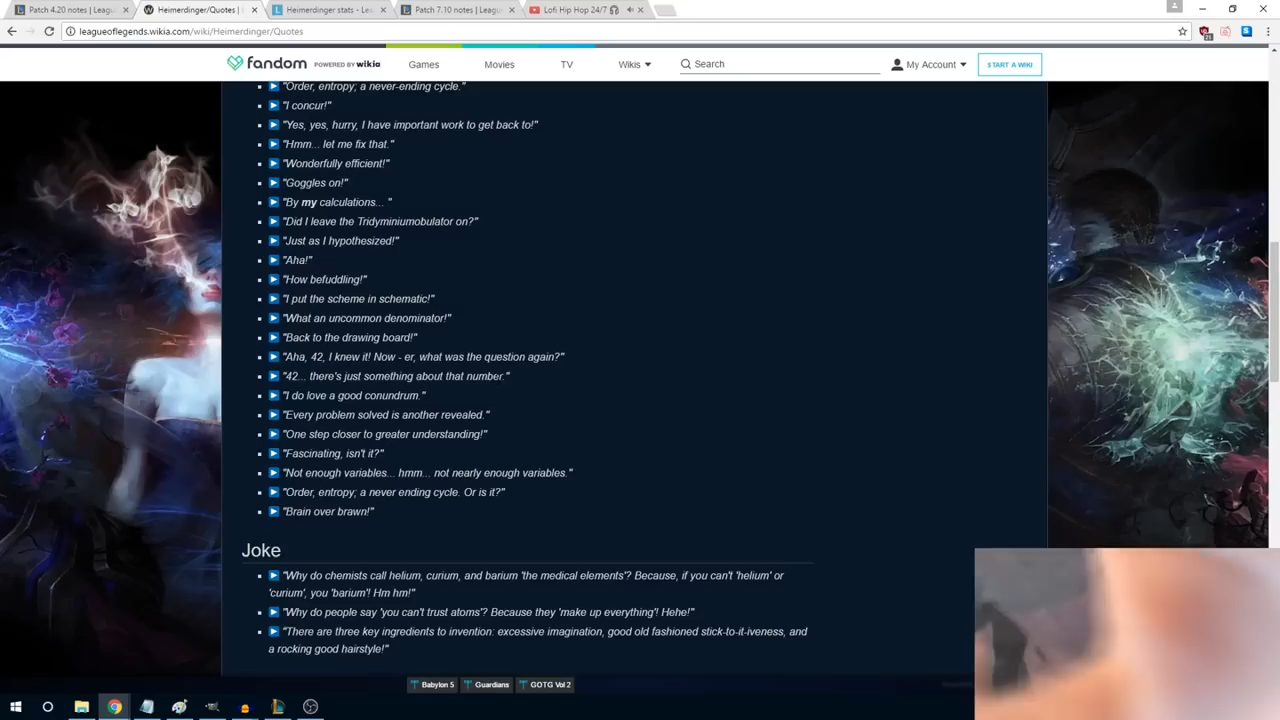 Patch 4.20 notes | Leagu
Heimerdinger/Quotes |
Heimerdinger stats - Lea
Patch 7.10 notes | Leagu
Lofi Hip Hop 24/7
leagueoflegends.wikia.com/wiki/Heimerdinger/Quotes
fandom POWERED BY wikia
Games
Movies
TV
Wikis
Search
My Account
START A WIKI
"Order, entropy; a never-ending cycle."
"I concur!"
"Yes, yes, hurry, I have important work to get back to!"
"Hmm... let me fix that."
"Wonderfully efficient!"
"Goggles on!"
"By my calculations... "
"Did I leave the Tridyminiumobulator on?"
"Just as I hypothesized!"
"Aha!"
"How befuddling!"
"I put the scheme in schematic!"
"What an uncommon denominator!"
"Back to the drawing board!"
"Aha, 42, I knew it! Now - er, what was the question again?"
"42... there's just something about that number."
"I do love a good conundrum."
"Every problem solved is another revealed."
"One step closer to greater understanding!"
"Fascinating, isn't it?"
"Not enough variables... hmm... not nearly enough variables."
"Order, entropy; a never ending cycle. Or is it?"
"Brain over brawn!"
Joke
"Why do chemists call helium, curium, and barium 'the medical elements'? Because, if you can't 'helium' or
'curium', you 'barium'! Hm hm!"
"Why do people say 'you can't trust atoms'? Because they 'make up everything'! Hehe!"
"There are three key ingredients to invention: excessive imagination, good old fashioned stick-to-it-iveness, and
a rocking good hairstyle!"
Babylon 5
Guardians
GOTG Vol 2